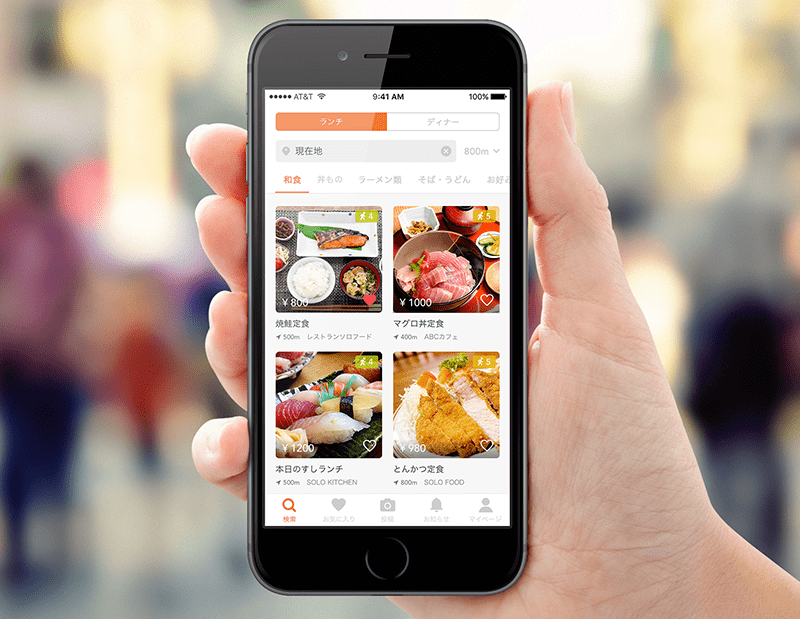 ●●●●● AT&T 9:41 AM 100%
ランチ ディナー
現在地 800m
和食 丼もの ラーメン類 そば・うどん お好み
4 5
¥800 ¥1000
焼鮭定食 マグロ丼定食
500m レストランソロフード 400m ABCカフェ
4 5
¥1200 ¥980
本日のすしランチ とんかつ定食
500m SOLO KITCHEN 800m SOLO FOOD
検索 お気に入り 投稿 お知らせ マイページ